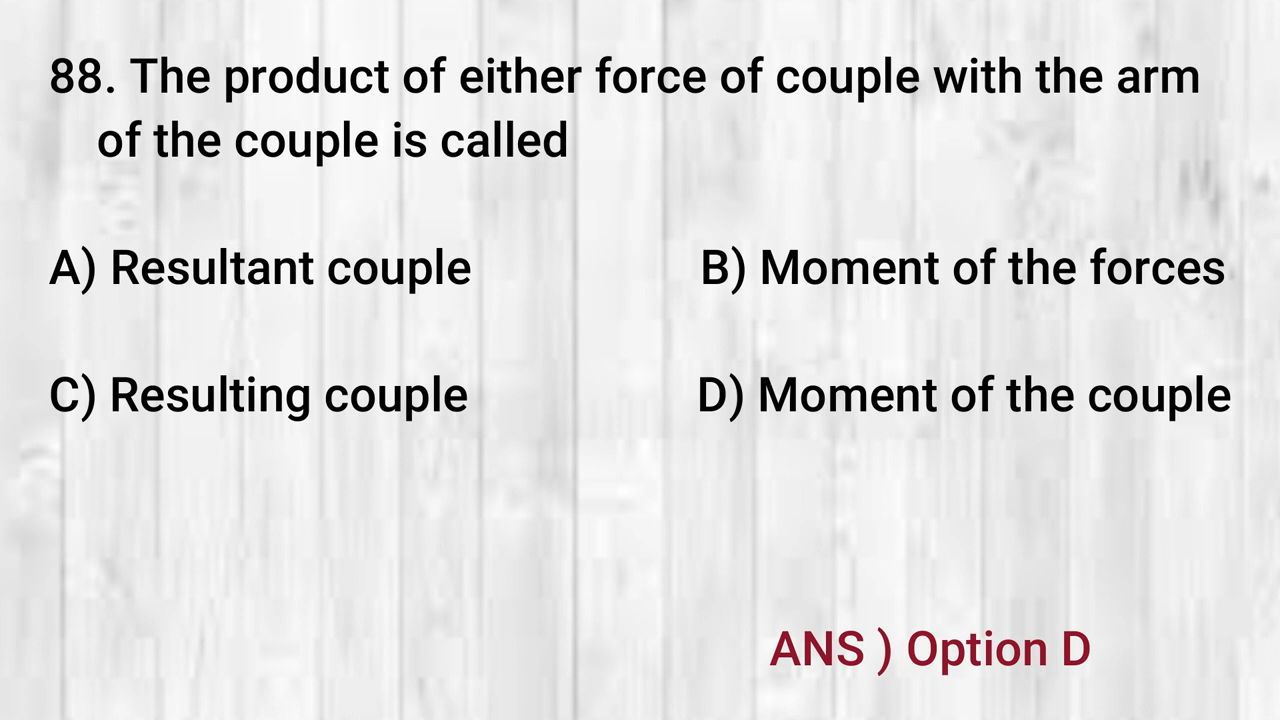 88. The product of either force of couple with the arm
of the couple is called
A) Resultant couple B) Moment of the forces
C) Resulting couple D) Moment of the couple
ANS ) Option D